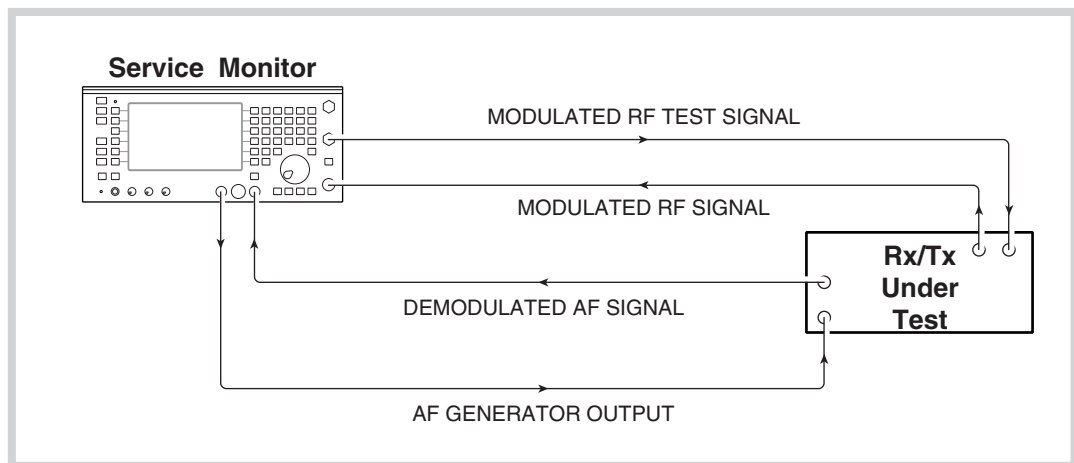 Service Monitor
MODULATED RF TEST SIGNAL
MODULATED RF SIGNAL
Rx/Tx
Under
Test
DEMODULATED AF SIGNAL
AF GENERATOR OUTPUT